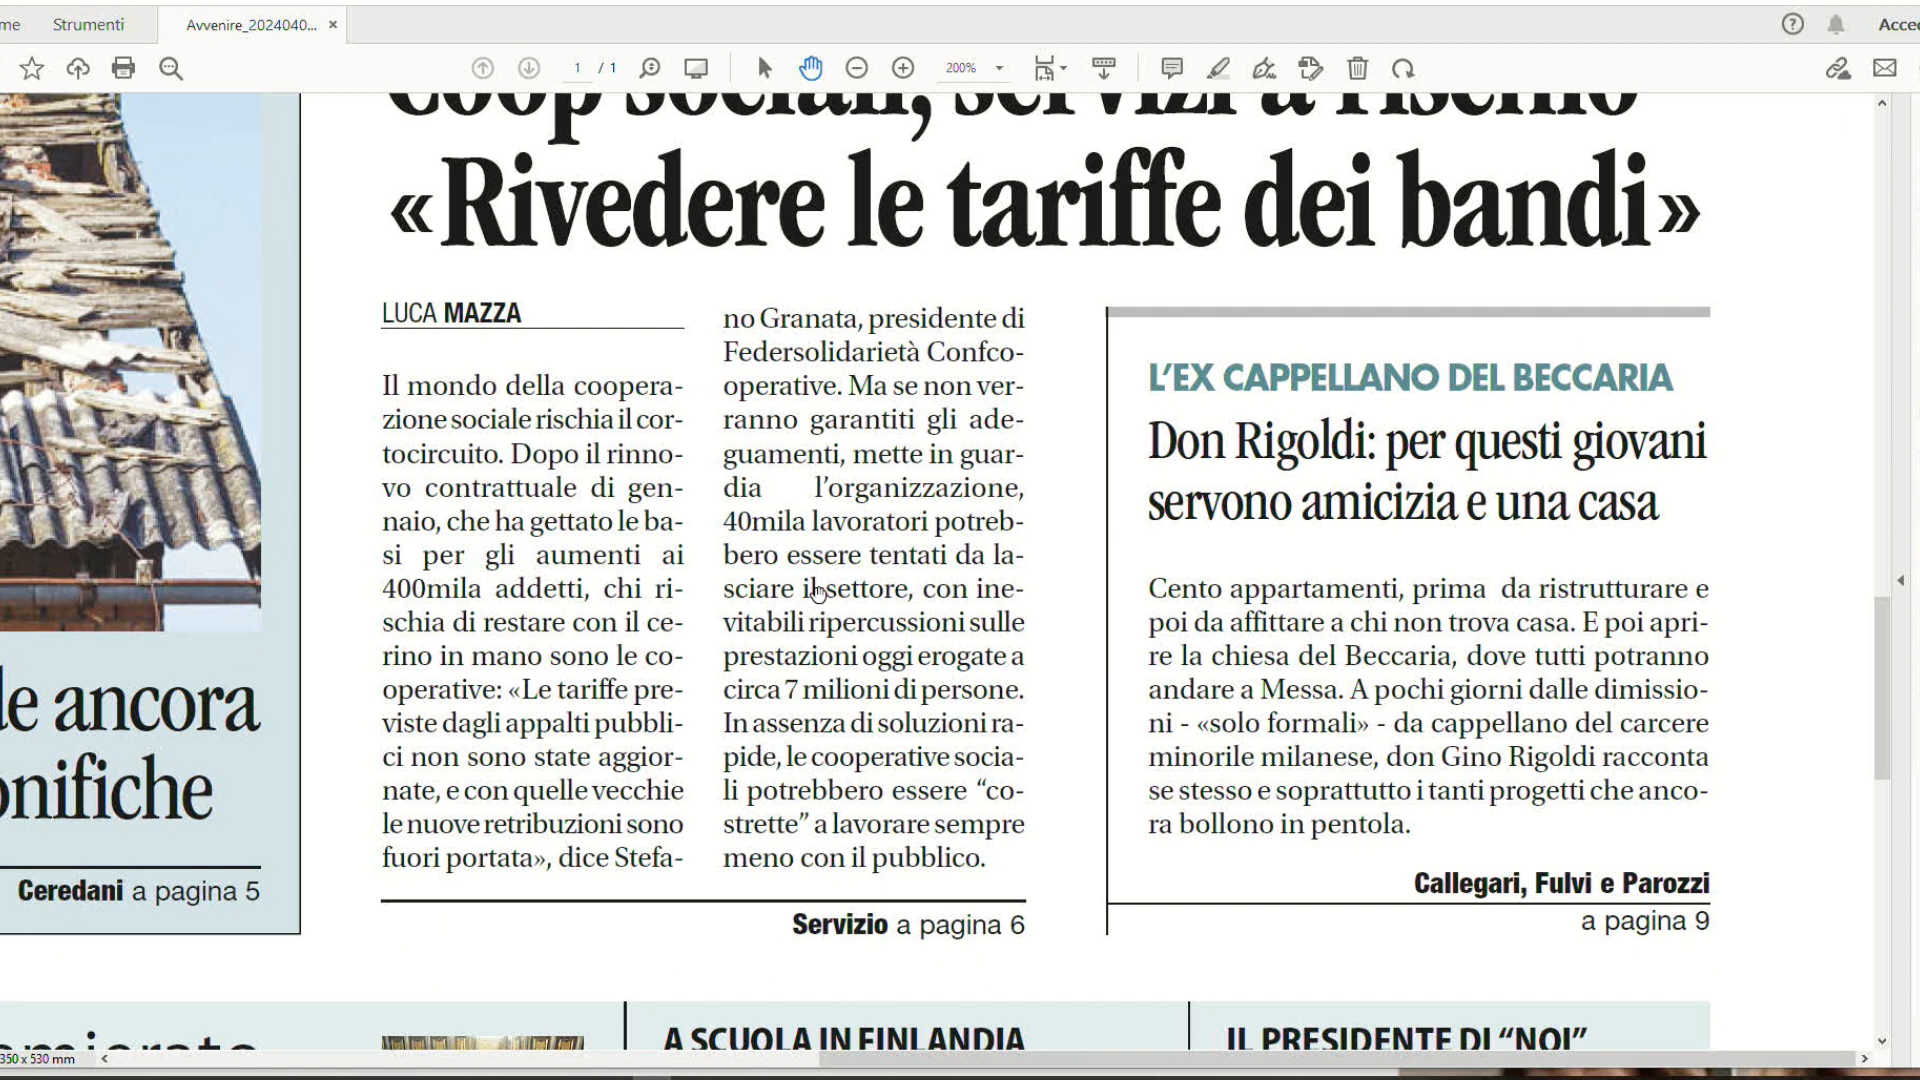 Strumenti
Avvenire_2024040... ×
Acce
1 / 1
200%
Coop sociali, servizi a rischio
«Rivedere le tariffe dei bandi»
LUCA MAZZA
Il mondo della coopera-
zione sociale rischia il cor-
tocircuito. Dopo il rinno-
vo contrattuale di gen-
naio, che ha gettato le ba-
si per gli aumenti ai
400mila addetti, chi ri-
schia di restare con il ce-
rino in mano sono le co-
operative: «Le tariffe pre-
viste dagli appalti pubbli-
ci non sono state aggior-
nate, e con quelle vecchie
le nuove retribuzioni sono
fuori portata», dice Stefa-
no Granata, presidente di
Federsolidarietà Confco-
operative. Ma se non ver-
ranno garantiti gli ade-
guamenti, mette in guar-
dia l'organizzazione,
40mila lavoratori potreb-
bero essere tentati da la-
sciare il settore, con ine-
vitabili ripercussioni sulle
prestazioni oggi erogate a
circa 7 milioni di persone.
In assenza di soluzioni ra-
pide, le cooperative socia-
li potrebbero essere “co-
strette” a lavorare sempre
meno con il pubblico.
Servizio a pagina 6
L'EX CAPPELLANO DEL BECCARIA
Don Rigoldi: per questi giovani
servono amicizia e una casa
Cento appartamenti, prima da ristrutturare e
poi da affittare a chi non trova casa. E poi apri-
re la chiesa del Beccaria, dove tutti potranno
andare a Messa. A pochi giorni dalle dimissio-
ni - «solo formali» - da cappellano del carcere
minorile milanese, don Gino Rigoldi racconta
se stesso e soprattutto i tanti progetti che anco-
ra bollono in pentola.
Callegari, Fulvi e Parozzi
a pagina 9
le ancora
onifiche
Ceredani a pagina 5
A SCUOLA IN FINLANDIA
IL PRESIDENTE DI “NOI”
350 x 530 mm